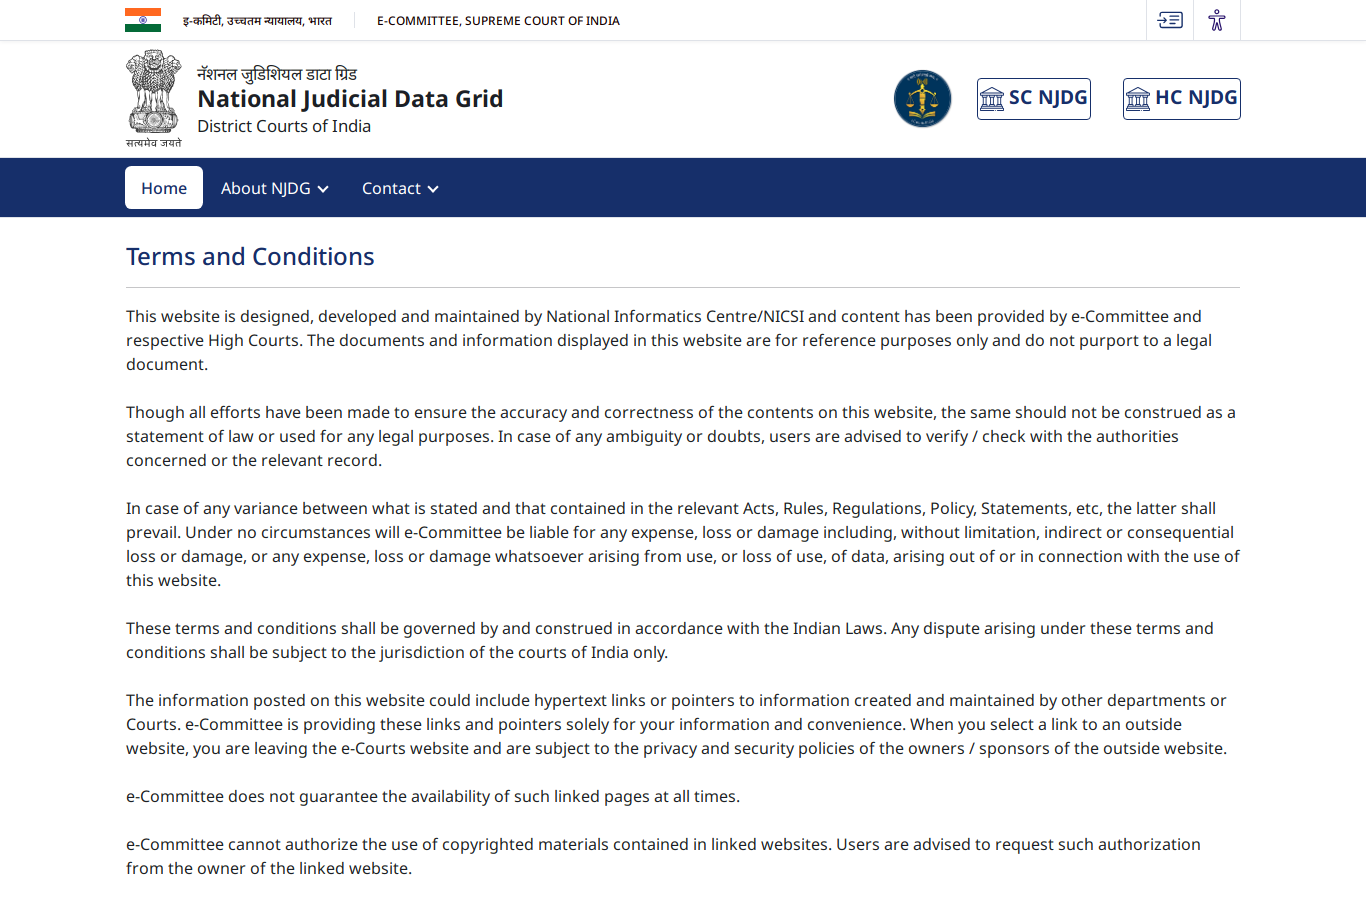 इ-कमिटी, उच्चतम न्यायालय, भारत
E-COMMITTEE, SUPREME COURT OF INDIA
नॅशनल जुडिशियल डाटा ग्रिड
National Judicial Data Grid
District Courts of India
सत्यमेव जयते
SC NJDG
HC NJDG
Home
About NJDG
Contact
Terms and Conditions
This website is designed, developed and maintained by National Informatics Centre/NICSI and content has been provided by e-Committee and
respective High Courts. The documents and information displayed in this website are for reference purposes only and do not purport to a legal
document.
Though all efforts have been made to ensure the accuracy and correctness of the contents on this website, the same should not be construed as a
statement of law or used for any legal purposes. In case of any ambiguity or doubts, users are advised to verify / check with the authorities
concerned or the relevant record.
In case of any variance between what is stated and that contained in the relevant Acts, Rules, Regulations, Policy, Statements, etc, the latter shall
prevail. Under no circumstances will e-Committee be liable for any expense, loss or damage including, without limitation, indirect or consequential
loss or damage, or any expense, loss or damage whatsoever arising from use, or loss of use, of data, arising out of or in connection with the use of
this website.
These terms and conditions shall be governed by and construed in accordance with the Indian Laws. Any dispute arising under these terms and
conditions shall be subject to the jurisdiction of the courts of India only.
The information posted on this website could include hypertext links or pointers to information created and maintained by other departments or
Courts. e-Committee is providing these links and pointers solely for your information and convenience. When you select a link to an outside
website, you are leaving the e-Courts website and are subject to the privacy and security policies of the owners / sponsors of the outside website.
e-Committee does not guarantee the availability of such linked pages at all times.
e-Committee cannot authorize the use of copyrighted materials contained in linked websites. Users are advised to request such authorization
from the owner of the linked website.